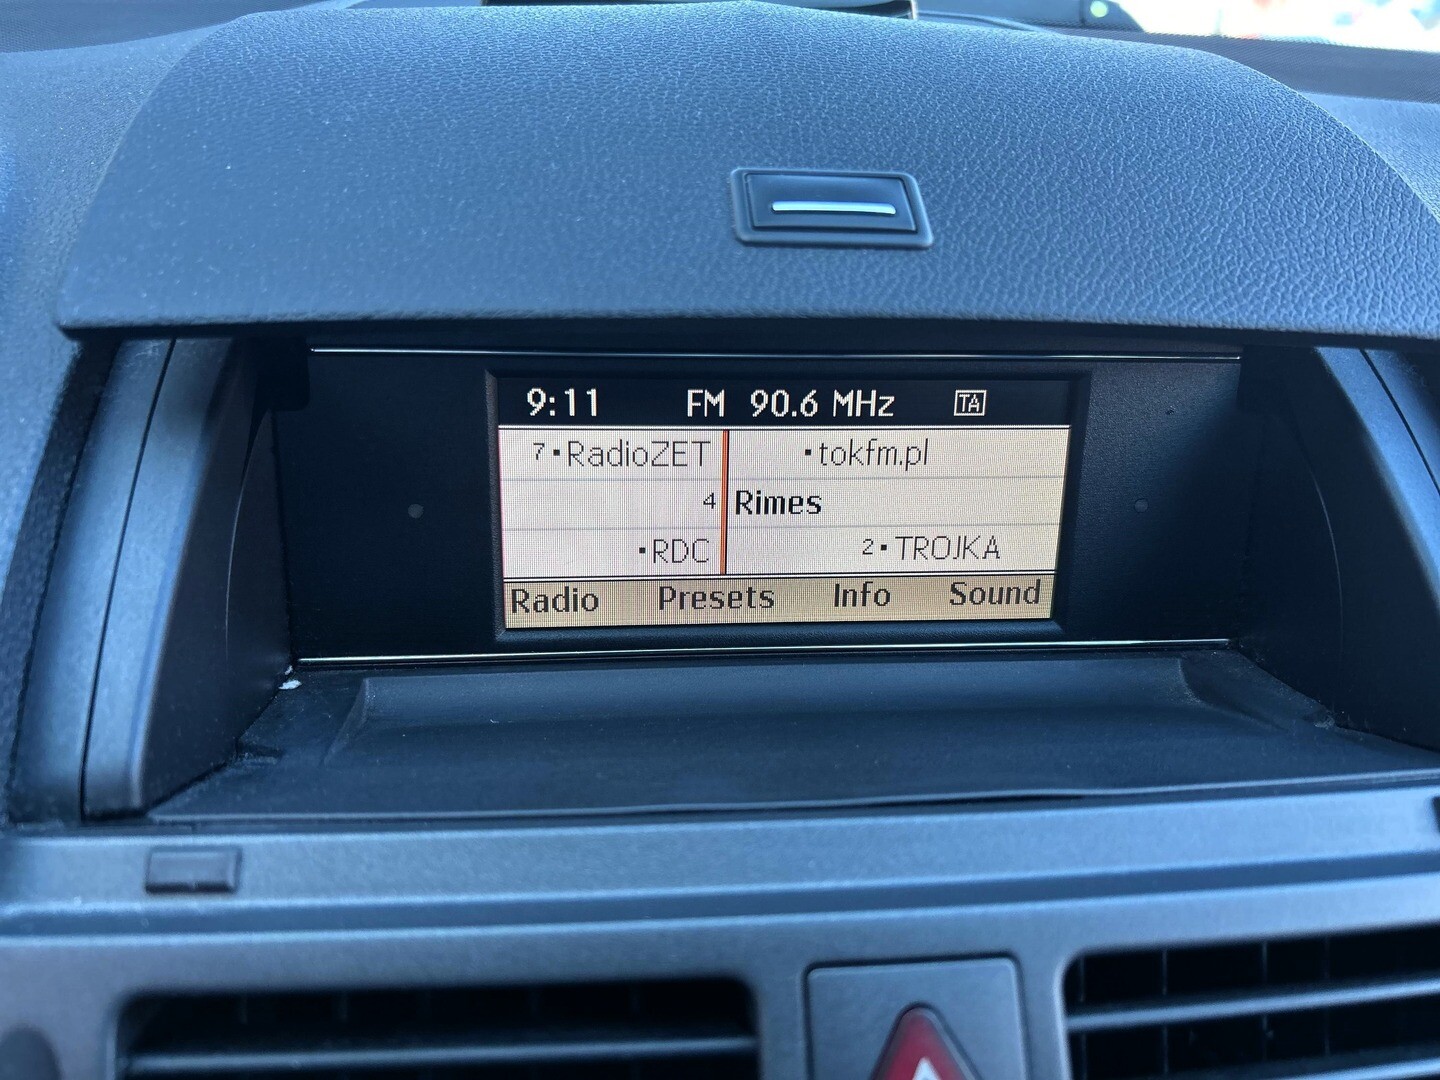 9:11 FM 90.6 MHz TA
7 ▪RadioZET ▪tokfm.pl
4 Rimes
▪RDC 2 ▪TROJKA
Radio Presets Info Sound